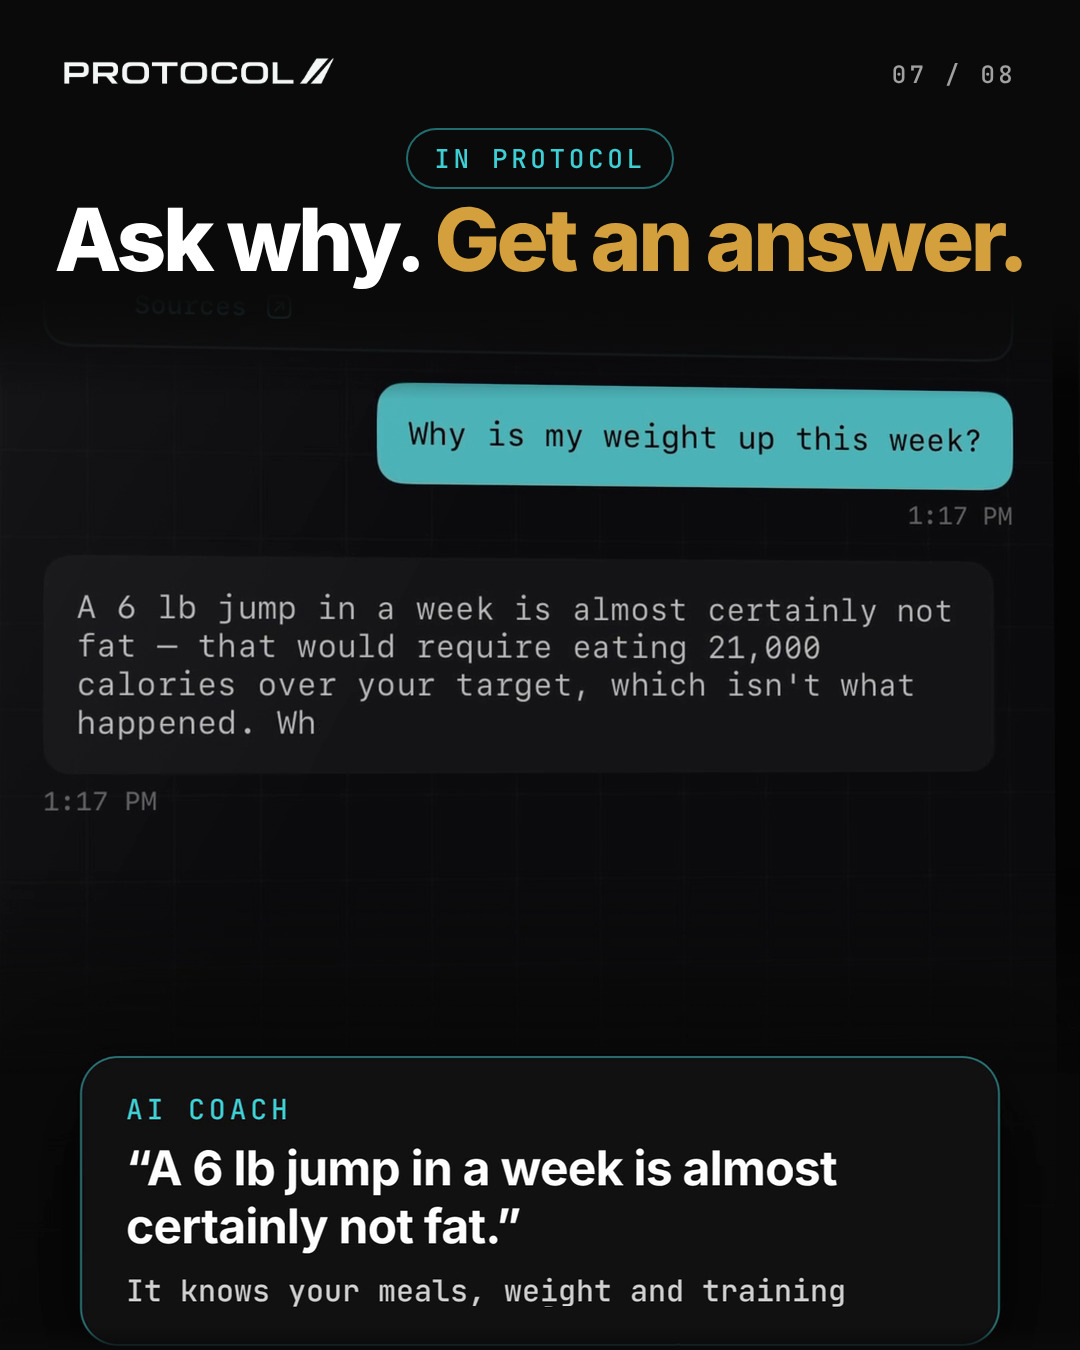 PROTOCOL
07 / 08
IN PROTOCOL
Ask why. Get an answer.
Sources
Why is my weight up this week?
1:17 PM
A 6 lb jump in a week is almost certainly not
fat — that would require eating 21,000
calories over your target, which isn't what
happened. Wh
1:17 PM
AI COACH
“A 6 lb jump in a week is almost
certainly not fat.”
It knows your meals, weight and training